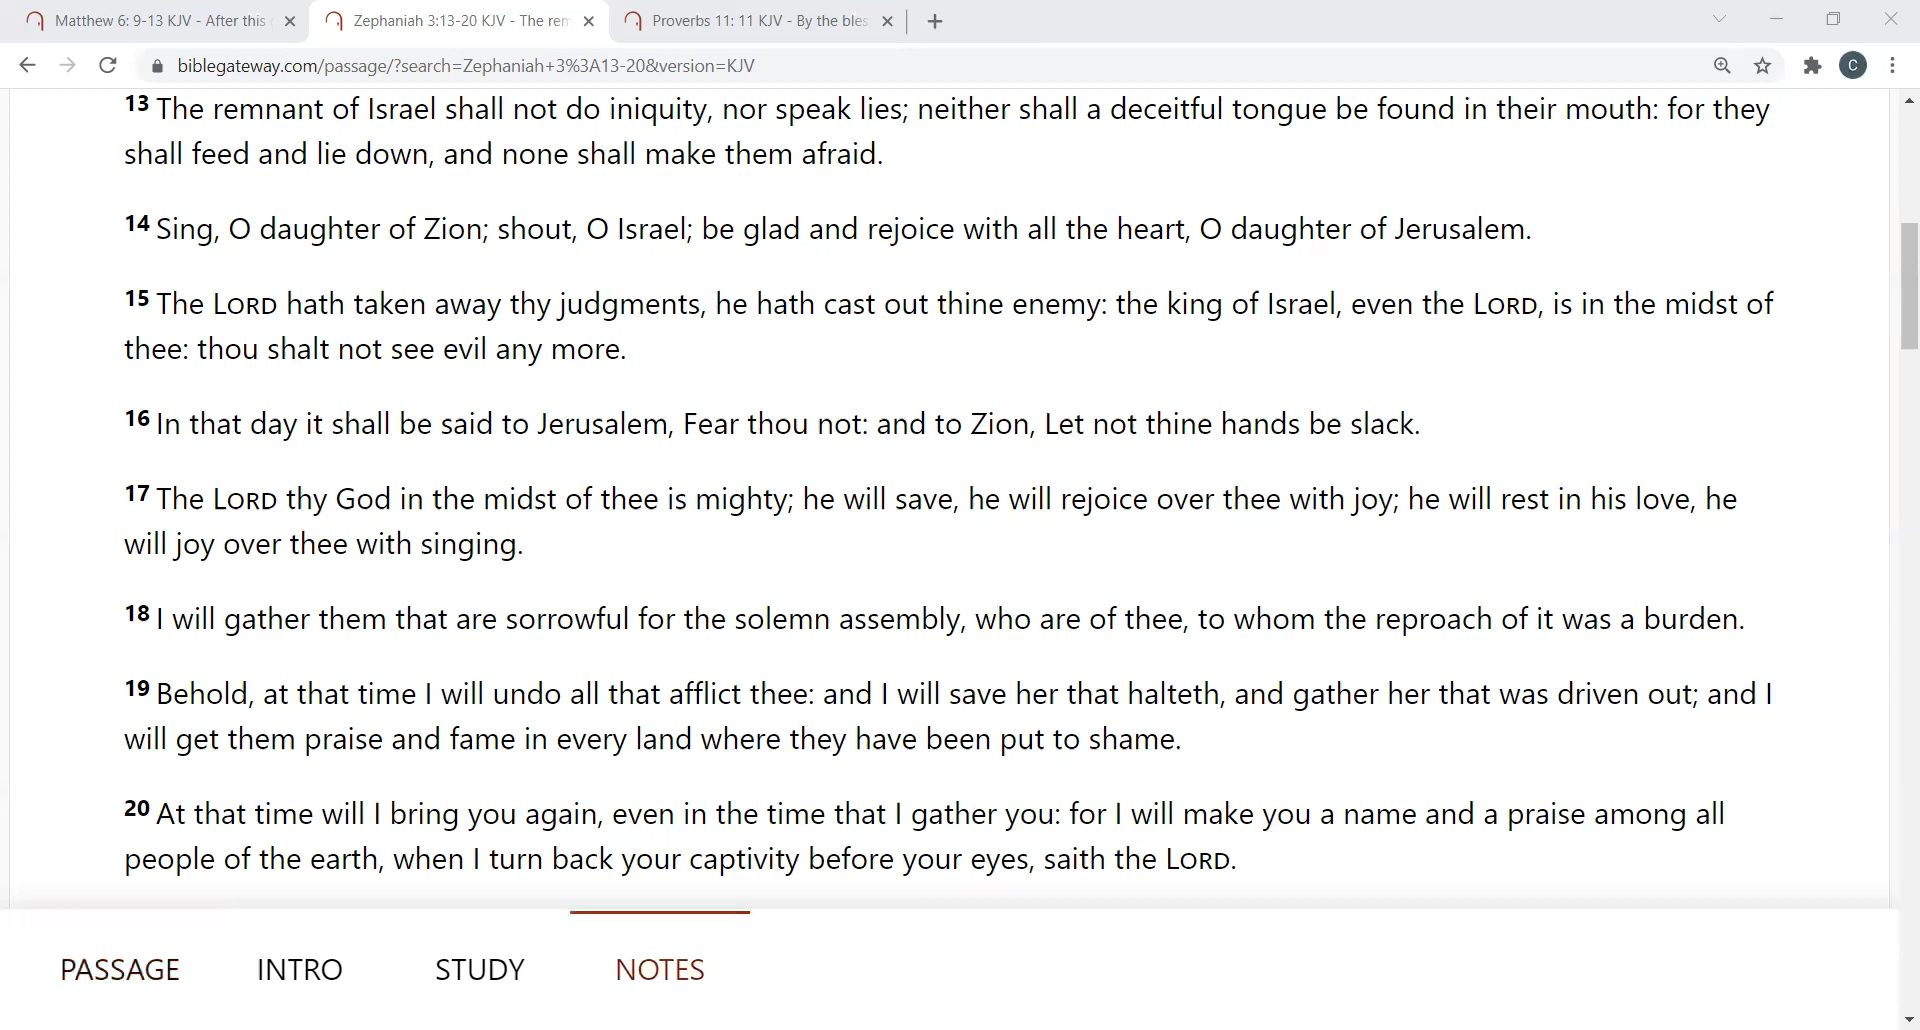 Matthew 6: 9-13 KJV - After this
Zephaniah 3:13-20 KJV - The rem
Proverbs 11: 11 KJV - By the bles
biblegateway.com/passage/?search=Zephaniah+3%3A13-20&version=KJV
C
13 The remnant of Israel shall not do iniquity, nor speak lies; neither shall a deceitful tongue be found in their mouth: for they
shall feed and lie down, and none shall make them afraid.
14 Sing, O daughter of Zion; shout, O Israel; be glad and rejoice with all the heart, O daughter of Jerusalem.
15 The LORD hath taken away thy judgments, he hath cast out thine enemy: the king of Israel, even the LORD, is in the midst of
thee: thou shalt not see evil any more.
16 In that day it shall be said to Jerusalem, Fear thou not: and to Zion, Let not thine hands be slack.
17 The LORD thy God in the midst of thee is mighty; he will save, he will rejoice over thee with joy; he will rest in his love, he
will joy over thee with singing.
18 I will gather them that are sorrowful for the solemn assembly, who are of thee, to whom the reproach of it was a burden.
19 Behold, at that time I will undo all that afflict thee: and I will save her that halteth, and gather her that was driven out; and I
will get them praise and fame in every land where they have been put to shame.
20 At that time will I bring you again, even in the time that I gather you: for I will make you a name and a praise among all
people of the earth, when I turn back your captivity before your eyes, saith the LORD.
PASSAGE INTRO STUDY NOTES